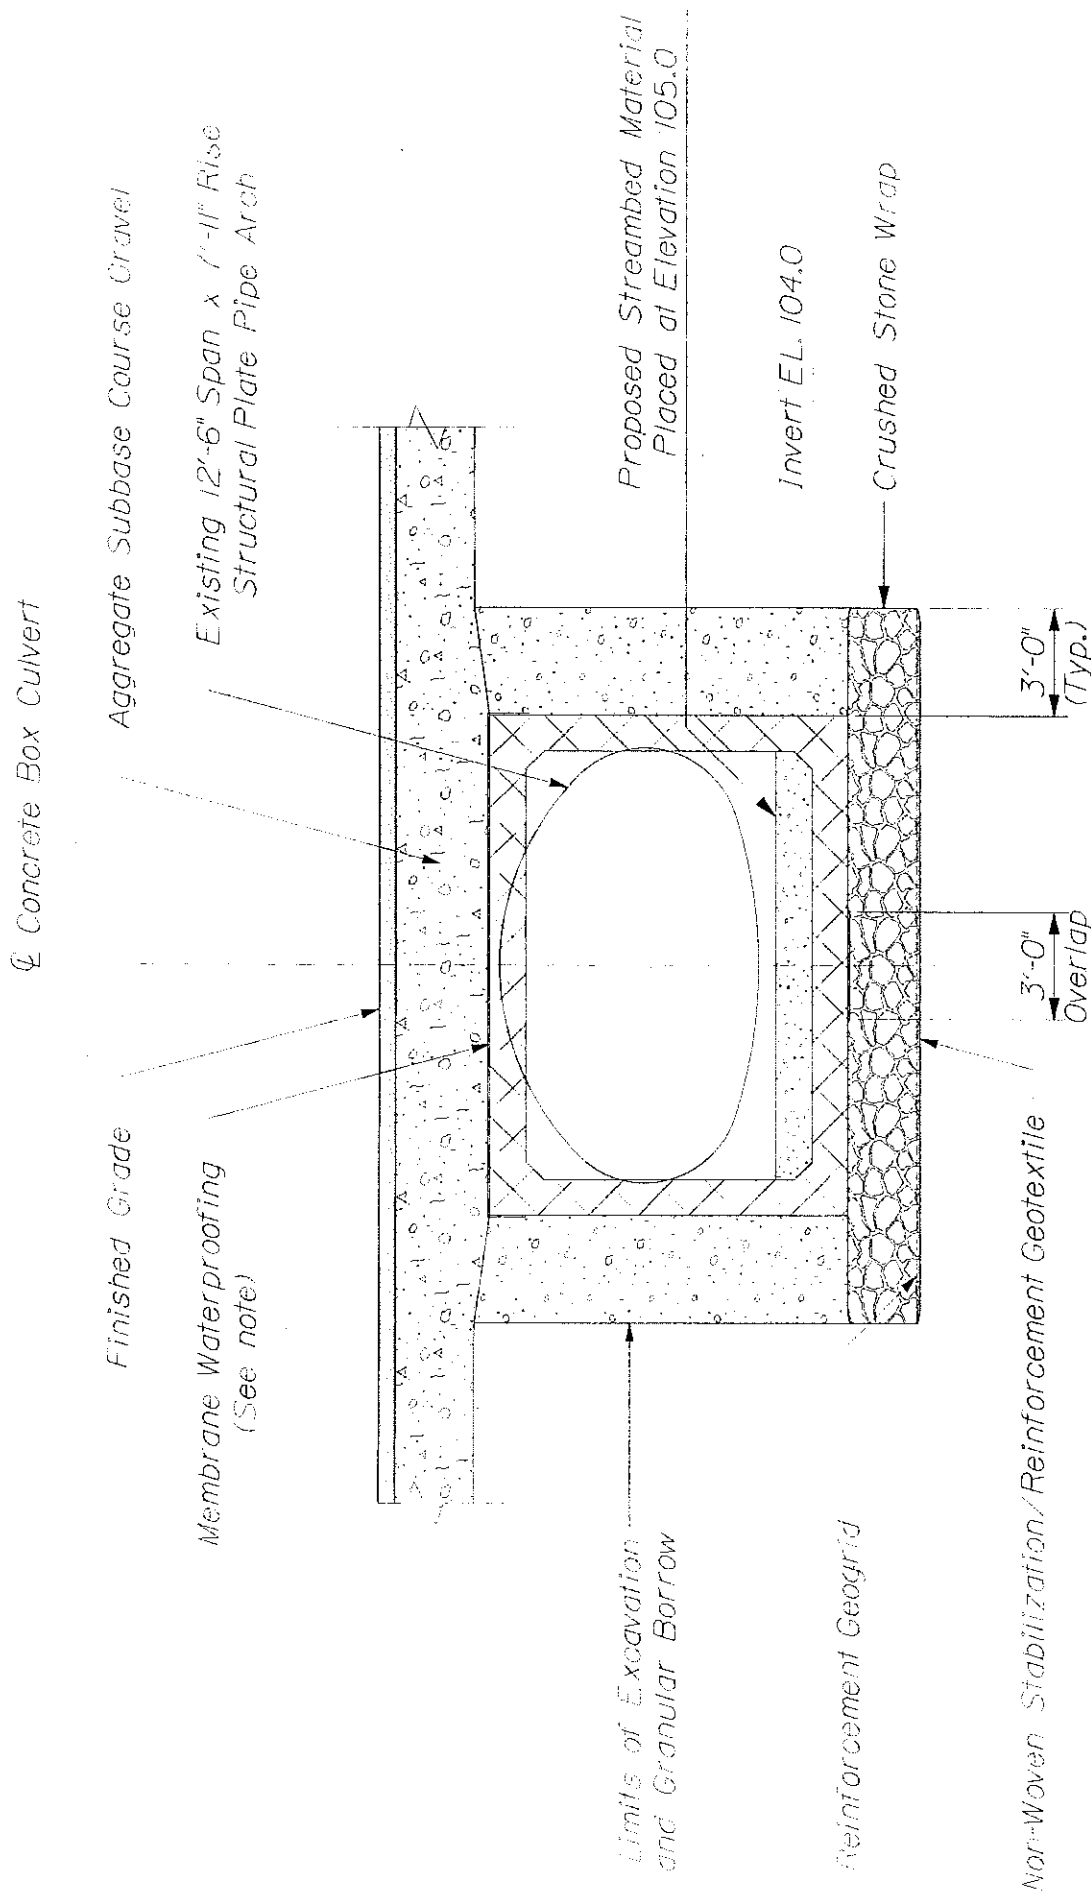 ℄ Concrete Box Culvert
Finished Grade
Aggregate Subbase Course Gravel
Membrane Waterproofing
(See note)
Existing 12'-6" Span x 7'-11" Rise
Structural Plate Pipe Arch
Limits of Excavation
and Granular Borrow
Proposed Streambed Material
Placed at Elevation 105.0
Invert EL. 104.0
Reinforcement Geogrid
Crushed Stone Wrap
Non-Woven Stabilization/Reinforcement Geotextile
3'-0"
Overlap
3'-0"
(Typ.)